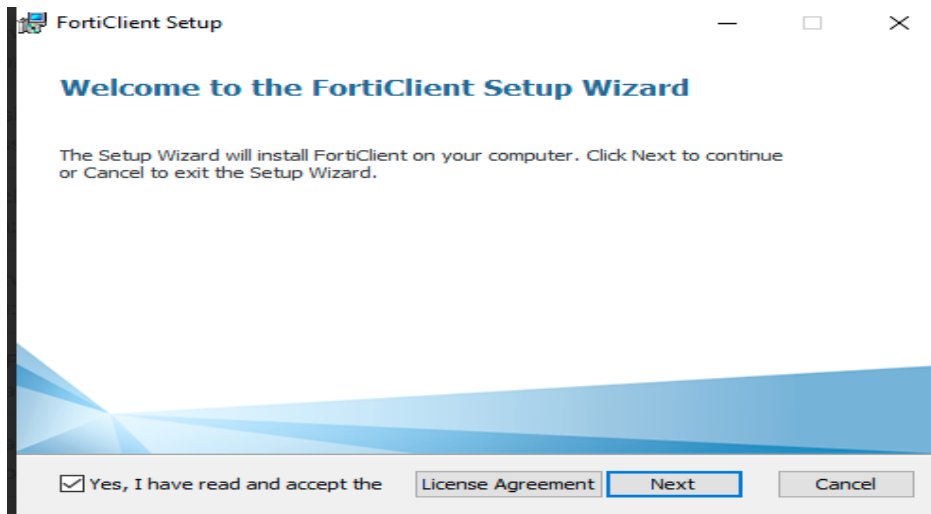 FortiClient Setup
Welcome to the FortiClient Setup Wizard
The Setup Wizard will install FortiClient on your computer. Click Next to continue
or Cancel to exit the Setup Wizard.
Yes, I have read and accept the License Agreement Next Cancel